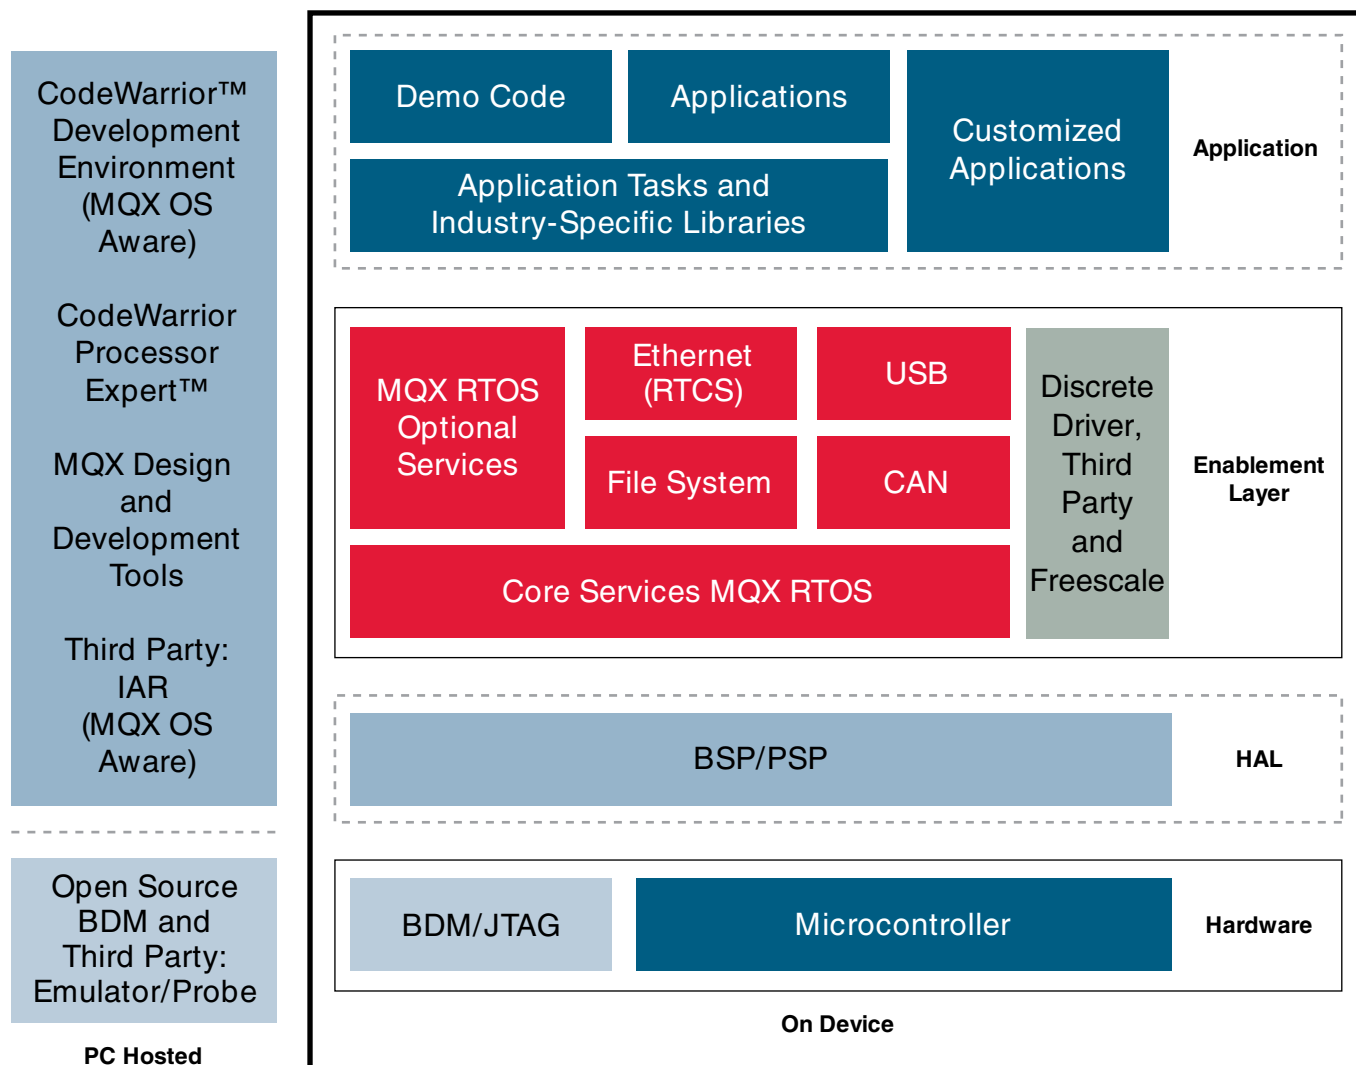 CodeWarrior™
Development
Environment
(MQX OS
Aware)
CodeWarrior
Processor
Expert™
MQX Design
and
Development
Tools
Third Party:
IAR
(MQX OS
Aware)
Open Source
BDM and
Third Party:
Emulator/Probe
PC Hosted
Demo Code
Applications
Customized
Applications
Application Tasks and
Industry-Specific Libraries
Application
MQX RTOS
Optional
Services
Ethernet
(RTCS)
USB
File System
CAN
Core Services MQX RTOS
Discrete
Driver,
Third
Party
and
Freescale
Enablement
Layer
BSP/PSP
HAL
BDM/JTAG
Microcontroller
Hardware
On Device